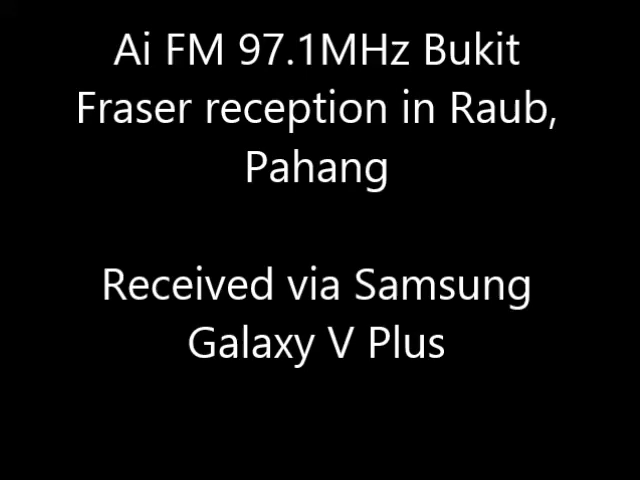 Ai FM 97.1MHz Bukit
Fraser reception in Raub,
Pahang
Received via Samsung
Galaxy V Plus